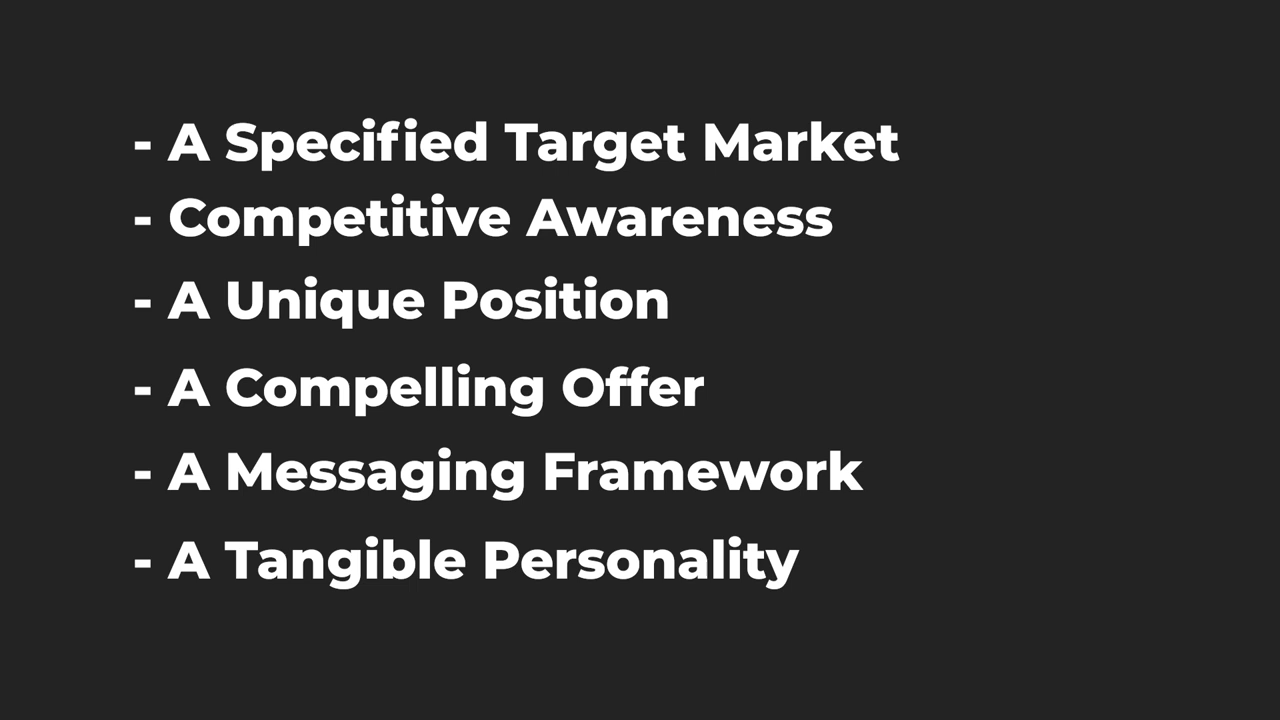 - A Specified Target Market
- Competitive Awareness
- A Unique Position
- A Compelling Offer
- A Messaging Framework
- A Tangible Personality